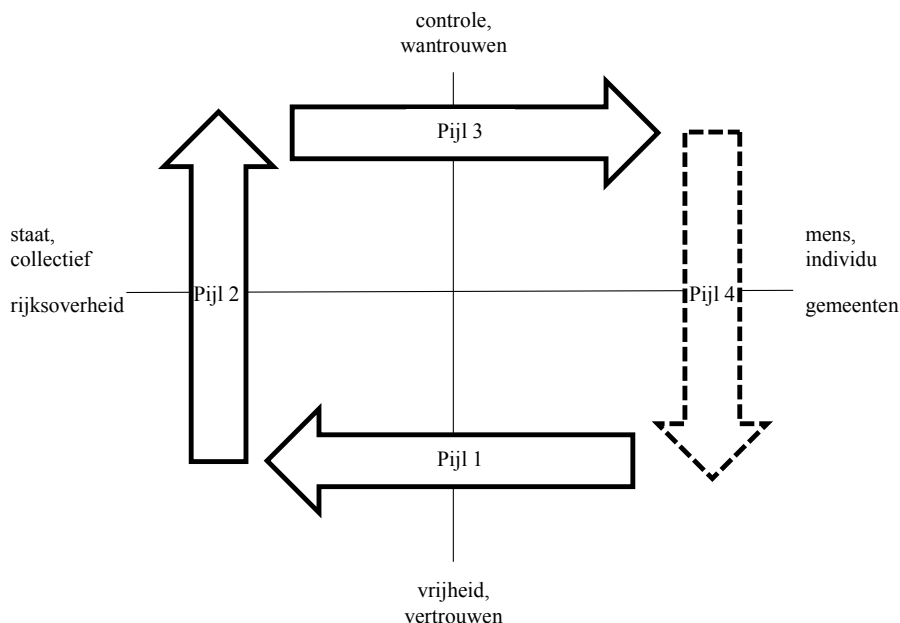 controle,
wantrouwen
Pijl 3
staat,
collectief
rijksoverheid
Pijl 2
mens,
individu
gemeenten
Pijl 4
Pijl 1
vrijheid,
vertrouwen